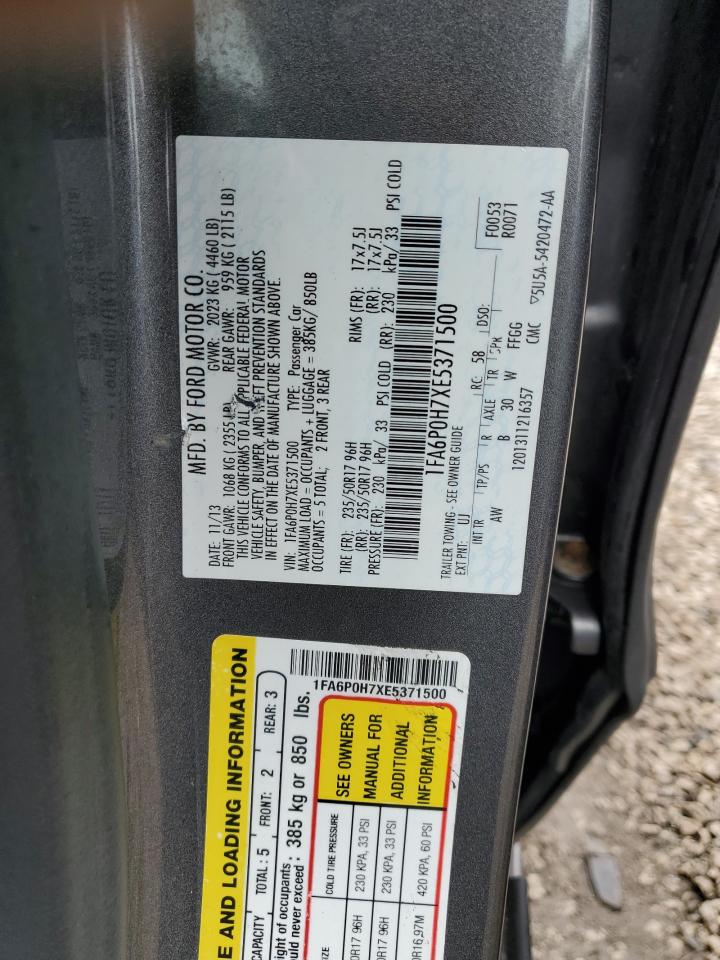 MFD. BY FORD MOTOR CO.
DATE: 11/13 GVWR: 2023 KG ( 4460 LB)
FRONT GAWR: 1068 KG ( 2355 LB) REAR GAWR: 959 KG ( 2115 LB)
THIS VEHICLE CONFORMS TO ALL APPLICABLE FEDERAL MOTOR
VEHICLE SAFETY, BUMPER, AND THEFT PREVENTION STANDARDS
IN EFFECT ON THE DATE OF MANUFACTURE SHOWN ABOVE.
VIN: 1FA6P0H7XE5371500 TYPE: Passenger Car
MAXIMUM LOAD = OCCUPANTS + LUGGAGE = 385KG/ 850LB
OCCUPANTS = 5 TOTAL: 2 FRONT, 3 REAR
TIRE (FR): 235/50R17 96H RIMS (FR): 17x7.5J
(RR): 235/50R17 96H (RR): 17x7.5J
PRESSURE (FR): 230 kPa/ 33 PSI COLD (RR): 230 kPa/ 33 PSI COLD
1FA6P0H7XE5371500
TRAILER TOWING - SEE OWNER GUIDE
EXT PNT: UJ RC: 58 DSO: F0053
R0071
INT TR TP/PS R AXLE TR SPR
AW B 30 W FFGG
1201311216357 CMC ▽5U5A-5420472-AA
E AND LOADING INFORMATION
CAPACITY TOTAL : 5 FRONT: 2 REAR: 3
ight of occupants
uld never exceed : 385 kg or 850 lbs.
1FA6P0H7XE5371500
COLD TIRE PRESSURE
0R17 96H 230 KPA, 33 PSI
0R17 96H 230 KPA, 33 PSI
0R16,97M 420 KPA, 60 PSI
SEE OWNERS
MANUAL FOR
ADDITIONAL
INFORMATION